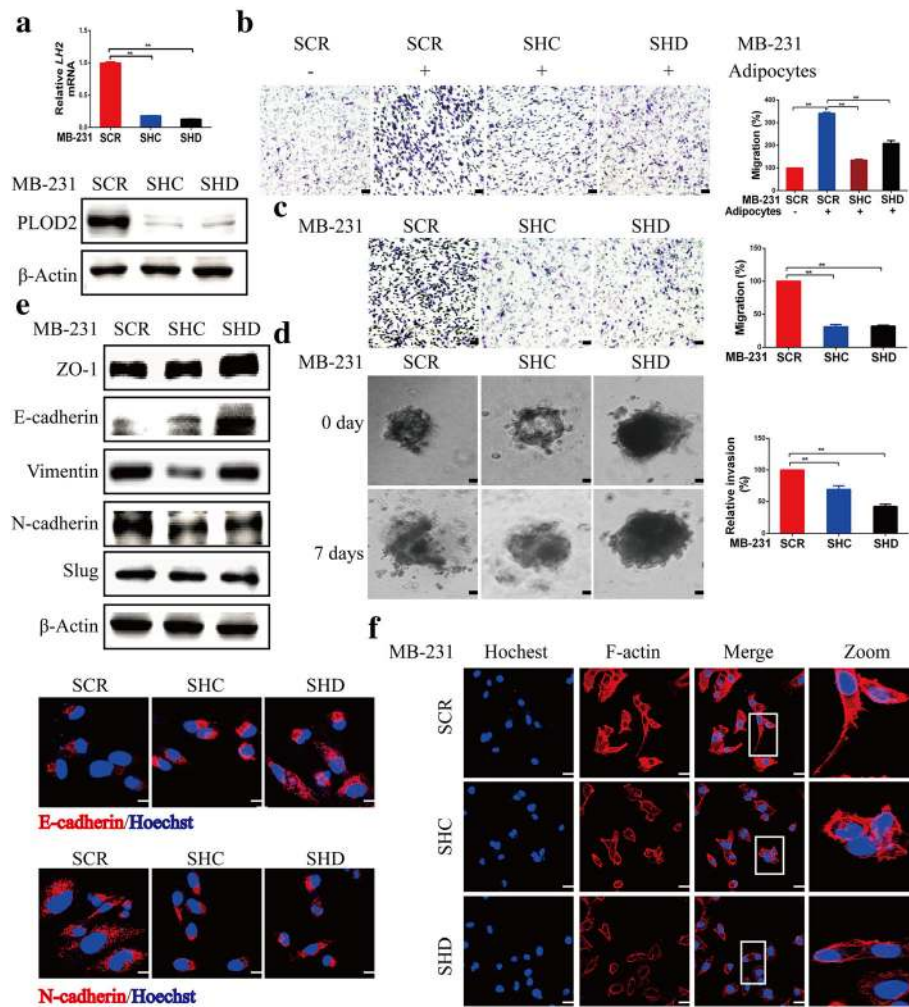 a
Relative LH2
mRNA
1.5
1.0
0.5
0.0
**
**
MB-231 SCR SHC SHD
MB-231 SCR SHC SHD
PLOD2
β-Actin
b
SCR SCR SHC SHD MB-231
- + + + Adipocytes
Migration (%)
400
300
200
100
0
** ** **
MB-231 SCR SCR SHC SHD
Adipocytes - + + +
c
MB-231 SCR SHC SHD
Migration (%)
150
100
50
0
**
**
MB-231 SCR SHC SHD
d
MB-231 SCR SHC SHD
0 day
7 days
Relative invasion
(%)
150
100
50
0
**
**
MB-231 SCR SHC SHD
e
MB-231 SCR SHC SHD
ZO-1
E-cadherin
Vimentin
N-cadherin
Slug
β-Actin
SCR SHC SHD
E-cadherin/Hoechst
SCR SHC SHD
N-cadherin/Hoechst
f
MB-231 Hochest F-actin Merge Zoom
SCR
SHC
SHD